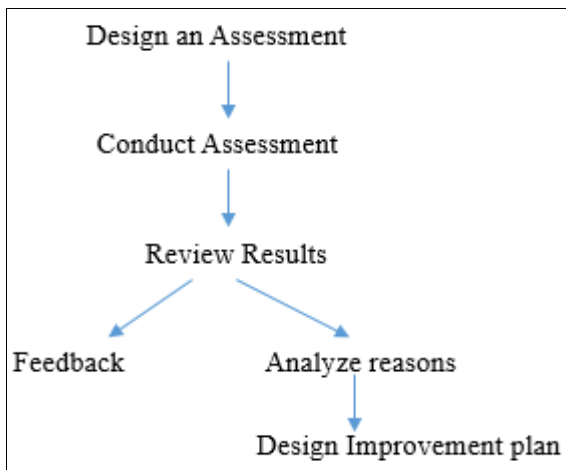 Design an Assessment
Conduct Assessment
Review Results
Feedback
Analyze reasons
Design Improvement plan